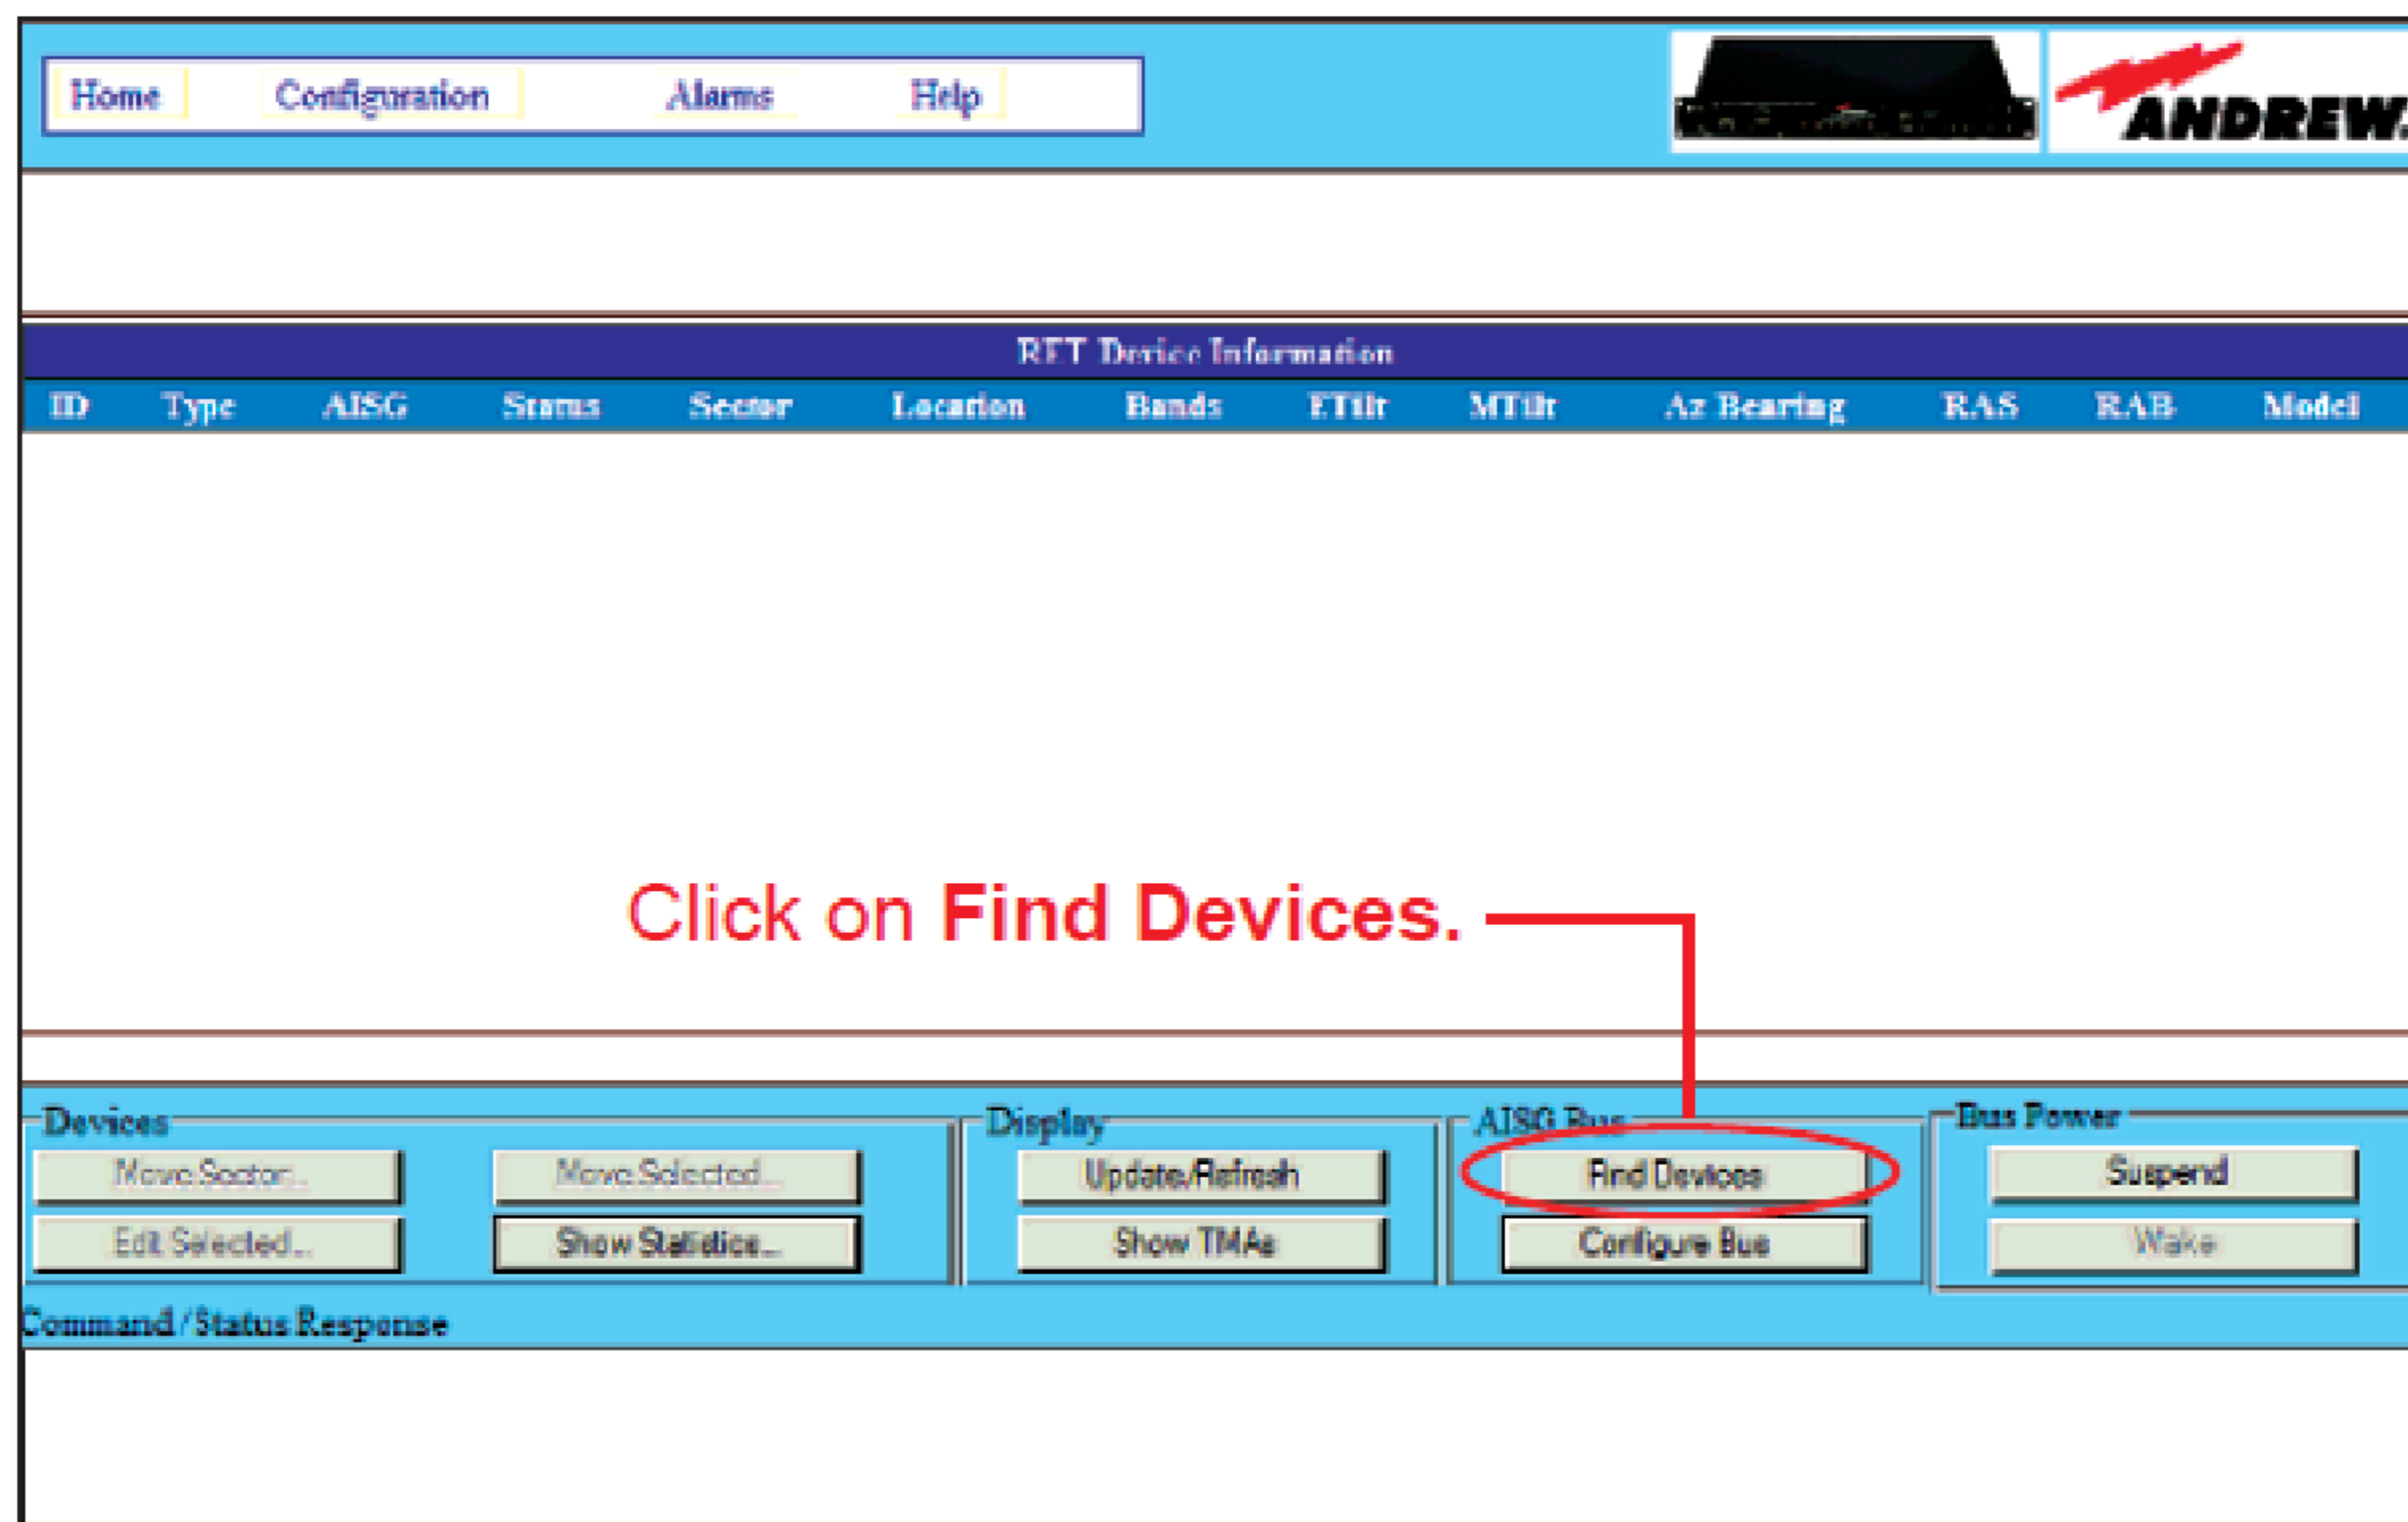 Home Configuration Alarms Help
ANDREW.
RET Device Information
ID Type AISG Status Sector Location Bands ETilt MTilt Az Bearing RAS RAB Model
Click on Find Devices.
Devices Display AISG Bus Bus Power
Move Sector... Move Selected... Update/Refresh Find Devices Suspend
Edit Selected... Show Statistics... Show TMAs Configure Bus Wake
Command/Status Response